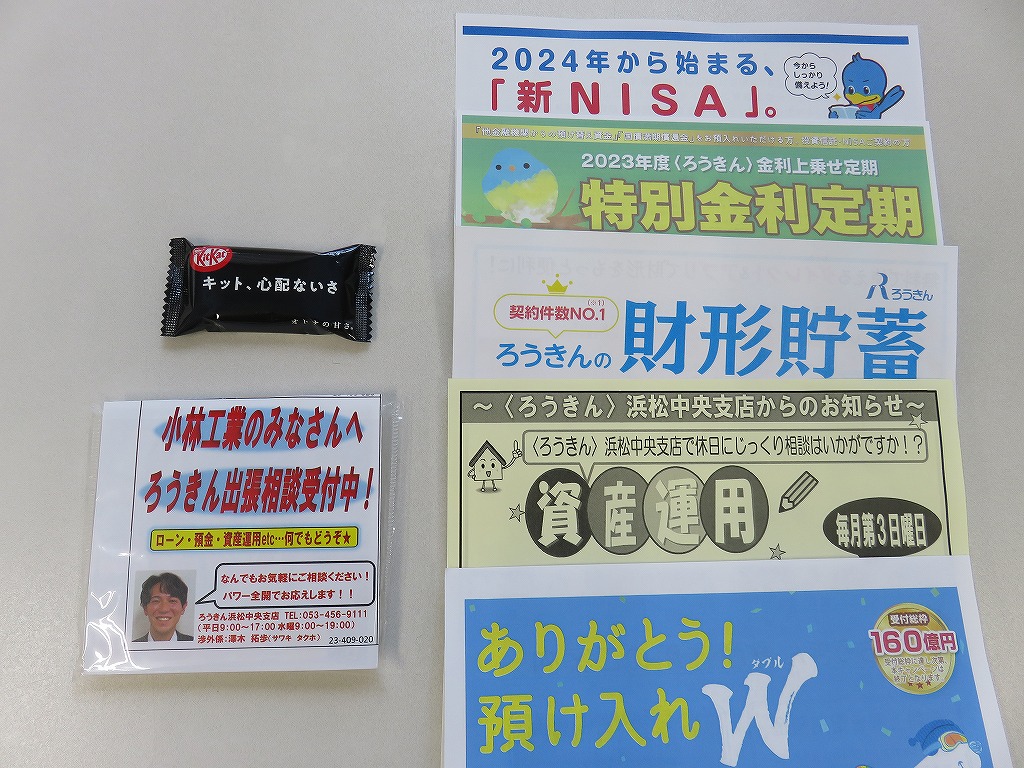 KitKat
キット、心配ないさ
オトナの甘さ。
小林工業のみなさんへ
ろうきん出張相談受付中！
ローン・預金・資産運用etc…何でもどうぞ★
なんでもお気軽にご相談ください！
パワー全開でお応えします！！
ろうきん浜松中央支店 TEL:053-456-9111
(平日9:00～17:00 水曜9:00～19:00)
渉外係：澤木 拓歩(サワキ タクホ)
23-409-020
2024年から始まる、
「新NISA」。
今から
しっかり
備えよう！
2023年度〈ろうきん〉金利上乗せ定期
特別金利定期
ろうきん
契約件数NO.1
(※1)
ろうきんの
財形貯蓄
～〈ろうきん〉浜松中央支店からのお知らせ～
〈ろうきん〉浜松中央支店で休日にじっくり相談はいかがですか！？
資産運用
毎月第3日曜日
ありがとう！
預け入れ
ダブル
W
受付総枠
160億円